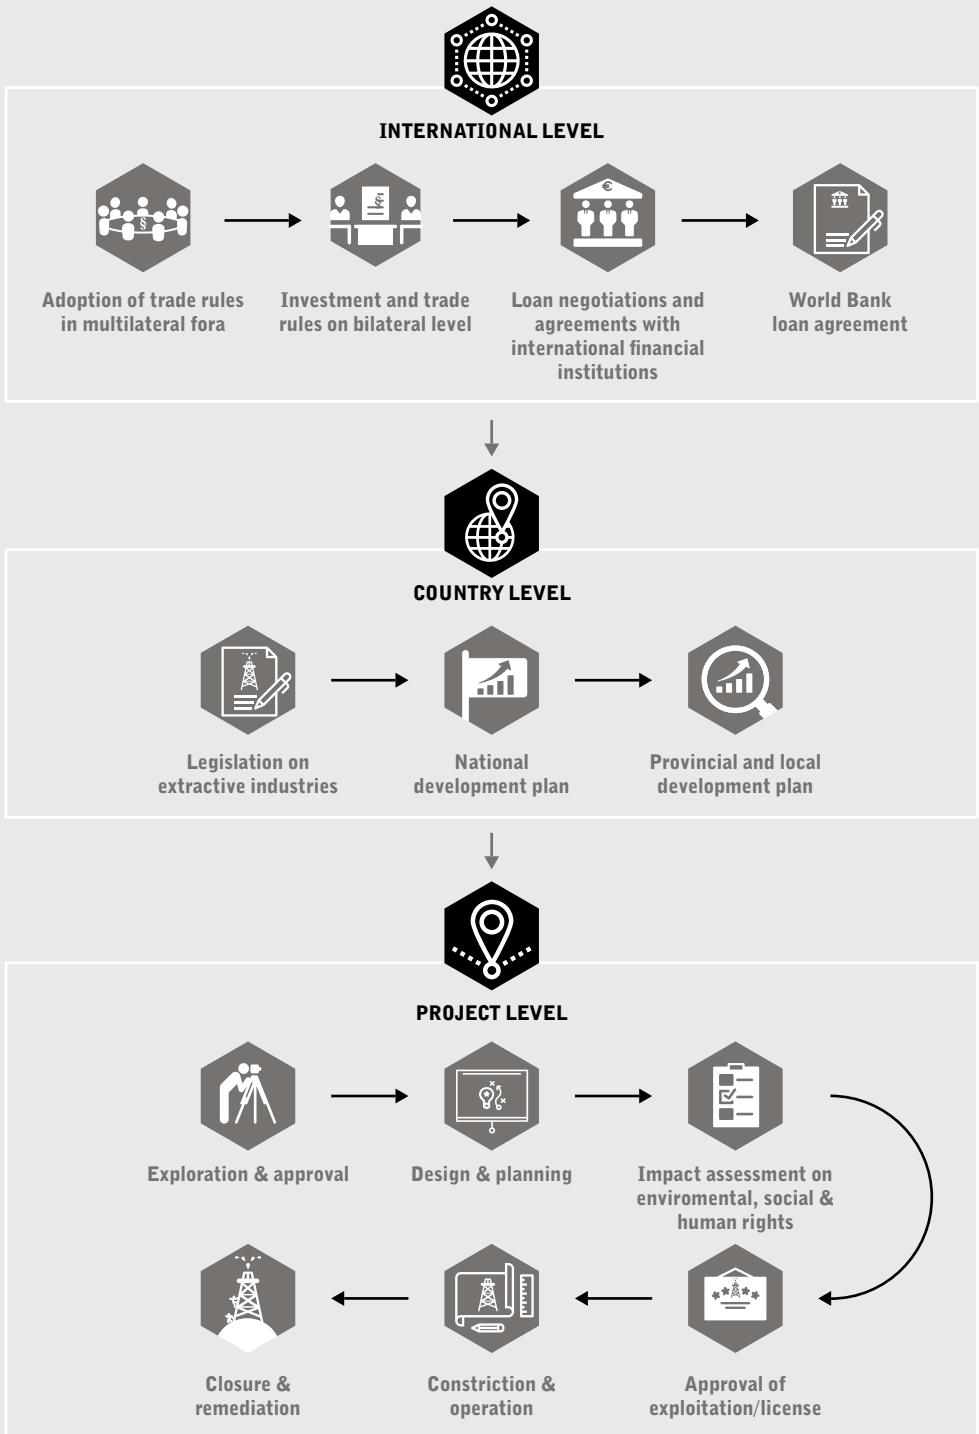 INTERNATIONAL LEVEL
Adoption of trade rules
in multilateral fora
Investment and trade
rules on bilateral level
Loan negotiations and
agreements with
international financial
institutions
World Bank
loan agreement
COUNTRY LEVEL
Legislation on
extractive industries
National
development plan
Provincial and local
development plan
PROJECT LEVEL
Exploration & approval
Design & planning
Impact assessment on
enviromental, social &
human rights
Approval of
exploitation/license
Constriction &
operation
Closure &
remediation